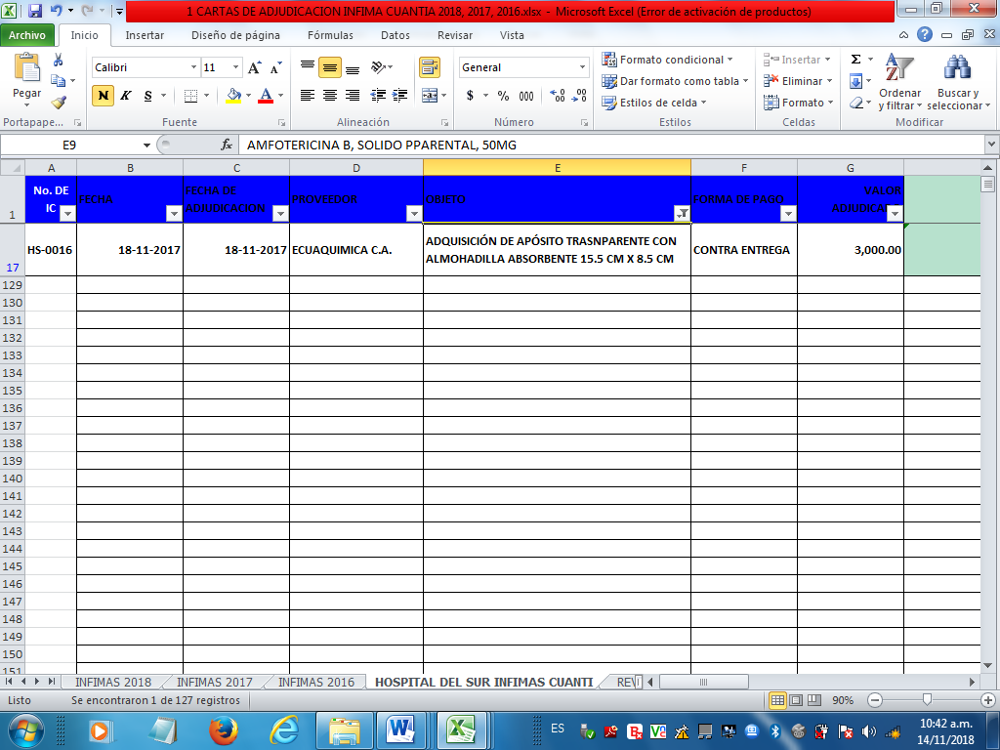 1 CARTAS DE ADJUDICACION INFIMA CUANTIA 2018, 2017, 2016.xlsx - Microsoft Excel (Error de activación de productos)
Archivo Inicio Insertar Diseño de página Fórmulas Datos Revisar Vista
Pegar
Calibri 11
N K S
General
$ % 000
Formato condicional
Dar formato como tabla
Estilos de celda
Insertar
Eliminar
Formato
Σ
Ordenar y filtrar
Buscar y seleccionar
Portapape... Fuente Alineación Número Estilos Celdas Modificar
E9 fx AMFOTERICINA B, SOLIDO PPARENTAL, 50MG
A B C D E F G
1 No. DE IC FECHA FECHA DE ADJUDICACION PROVEEDOR OBJETO FORMA DE PAGO VALOR
17 HS-0016 18-11-2017 18-11-2017 ECUAQUIMICA C.A. ADQUISICIÓN DE APÓSITO TRASNPARENTE CON ALMOHADILLA ABSORBENTE 15.5 CM X 8.5 CM CONTRA ENTREGA 3,000.00
129
130
131
132
133
134
135
136
137
138
139
140
141
142
143
144
145
146
147
148
149
150
151
INFIMAS 2018 INFIMAS 2017 INFIMAS 2016 HOSPITAL DEL SUR INFIMAS CUANTI
Listo Se encontraron 1 de 127 registros 90%
ES
10:42 a.m.
14/11/2018